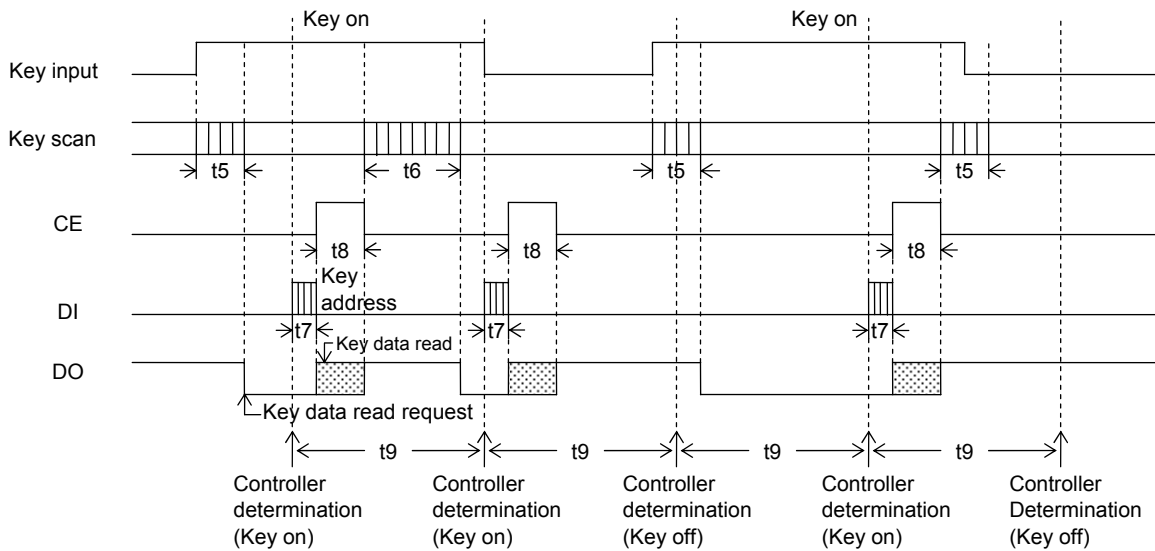 Key on
Key on
Key input
Key scan
t5
t6
t5
t5
CE
t8
t8
t8
Key
address
DI
t7
t7
t7
Key data read
DO
Key data read request
t9
t9
t9
t9
Controller
determination
(Key on)
Controller
determination
(Key on)
Controller
determination
(Key off)
Controller
determination
(Key on)
Controller
Determination
(Key off)